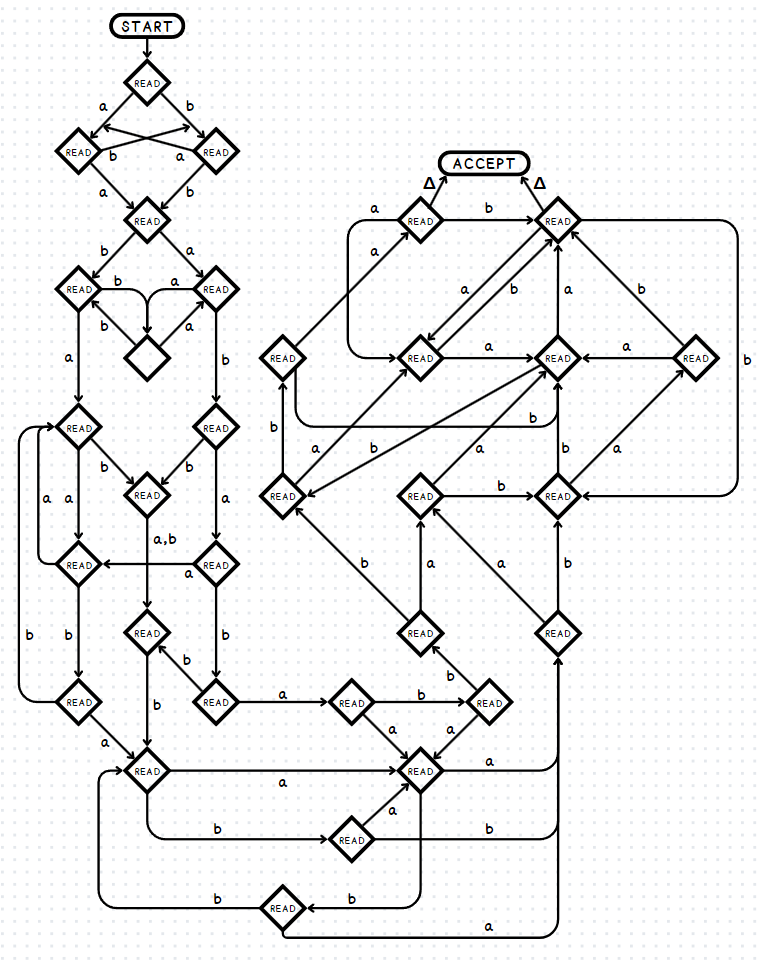 START
READ
a b
READ b a READ
a b
ACCEPT
Δ Δ
READ
a READ b READ
b a
a
READ b a READ
a b a b
b a
READ a READ a READ a READ
a b b
b
READ READ
b b a b b a
a a b
READ READ b READ
READ
a,b
READ a READ
b a a b
READ READ READ
b b b
b b
READ READ a READ b READ
a a a
READ a READ a
b a b
READ
b READ b
a